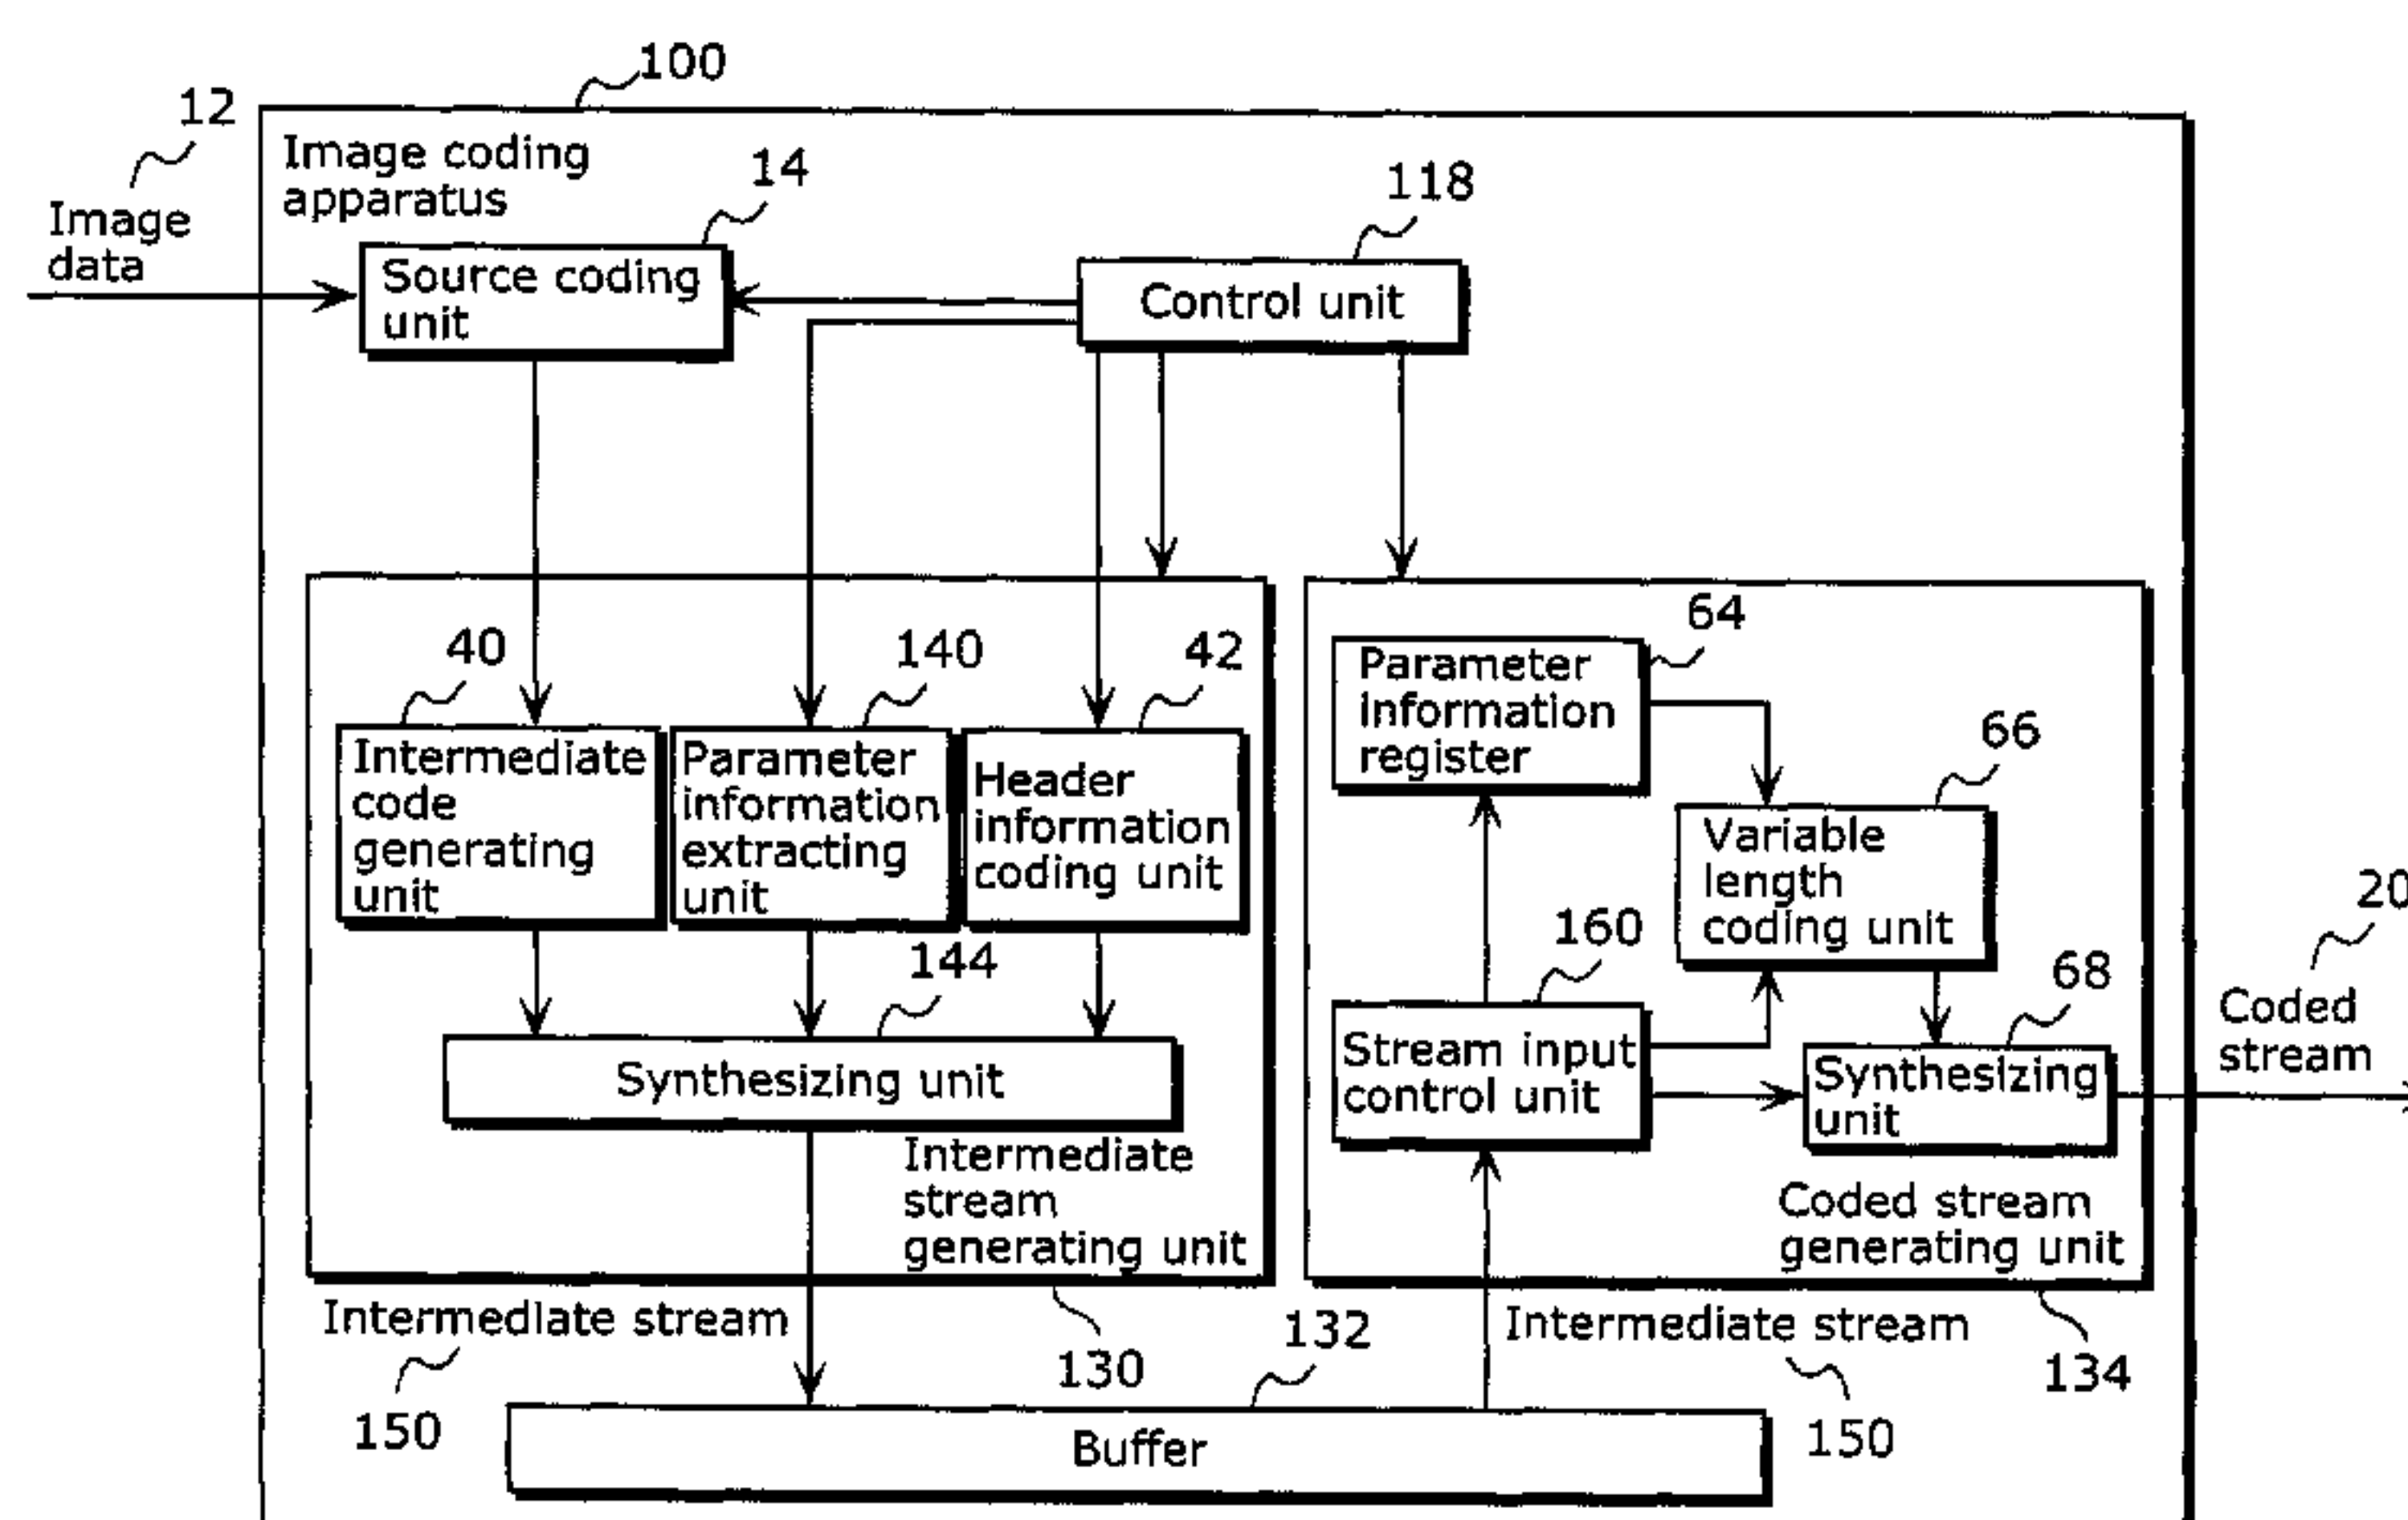 100
12
Image coding
apparatus
14
118
Image
data
Source coding
unit
Control unit
64
40
140
42
Parameter
information
register
66
Intermediate
code
generating
unit
Parameter
information
extracting
unit
Header
information
coding unit
Variable
length
coding unit
20
160
144
68
Coded
stream
Synthesizing unit
Stream input
control unit
Synthesizing
unit
Intermediate
stream
generating unit
Coded stream
generating unit
Intermediate stream
130
132
Intermediate stream
134
150
150
Buffer